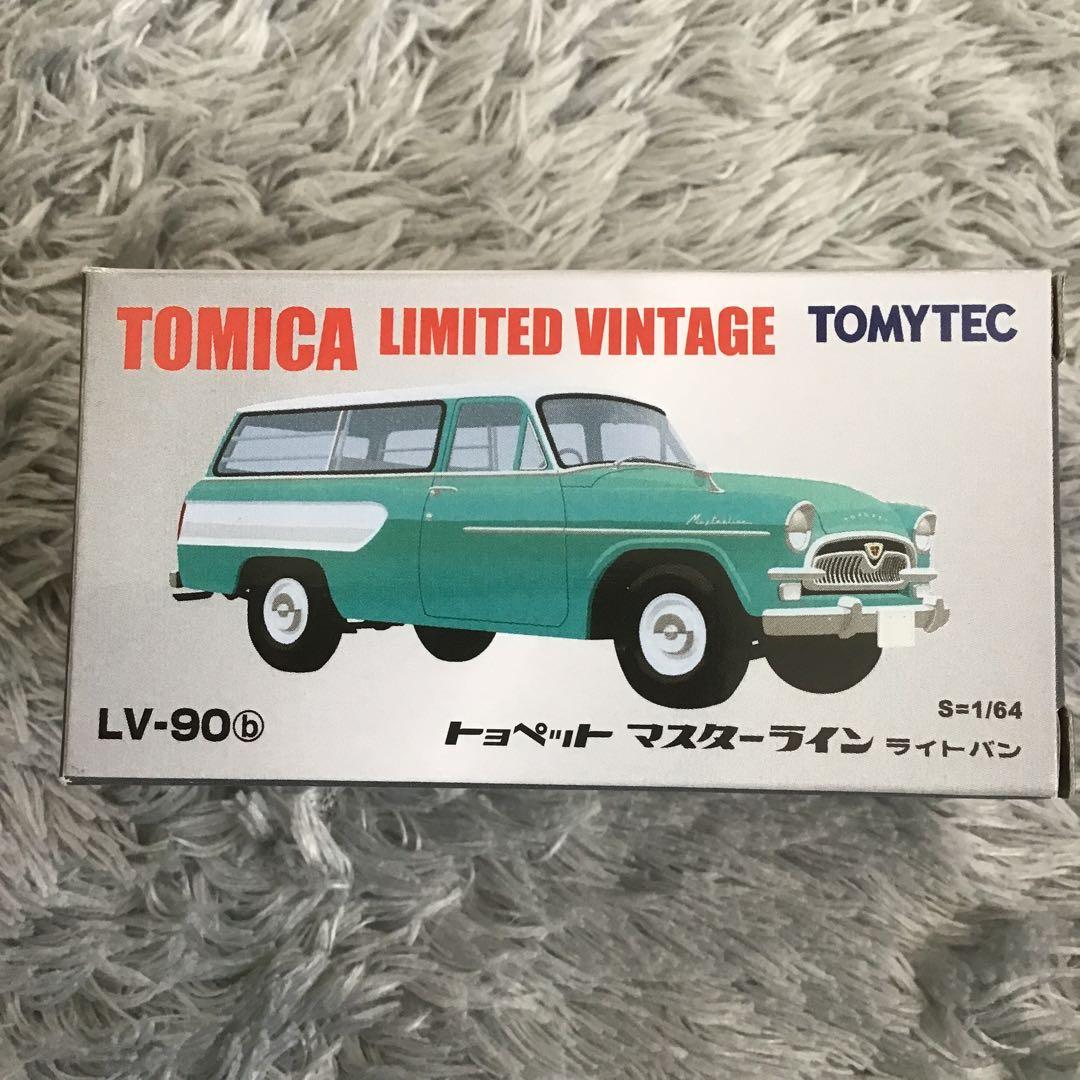 TOMICA LIMITED VINTAGE TOMYTEC
Masterline
LV-90ⓑ
S=1/64
トヨペット マスターライン ライトバン